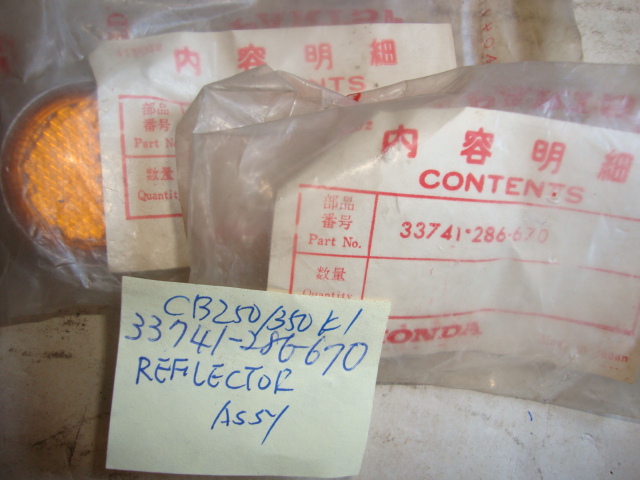 内容明細
CONTENTS
部品
番号
Part No.
数量
Quantity
内容明細
CONTENTS
部品
番号
Part No.
33741-286-670
数量
Quantity
HONDA
CB250/350 K1
33741-286-670
REFLECTOR
ASSY